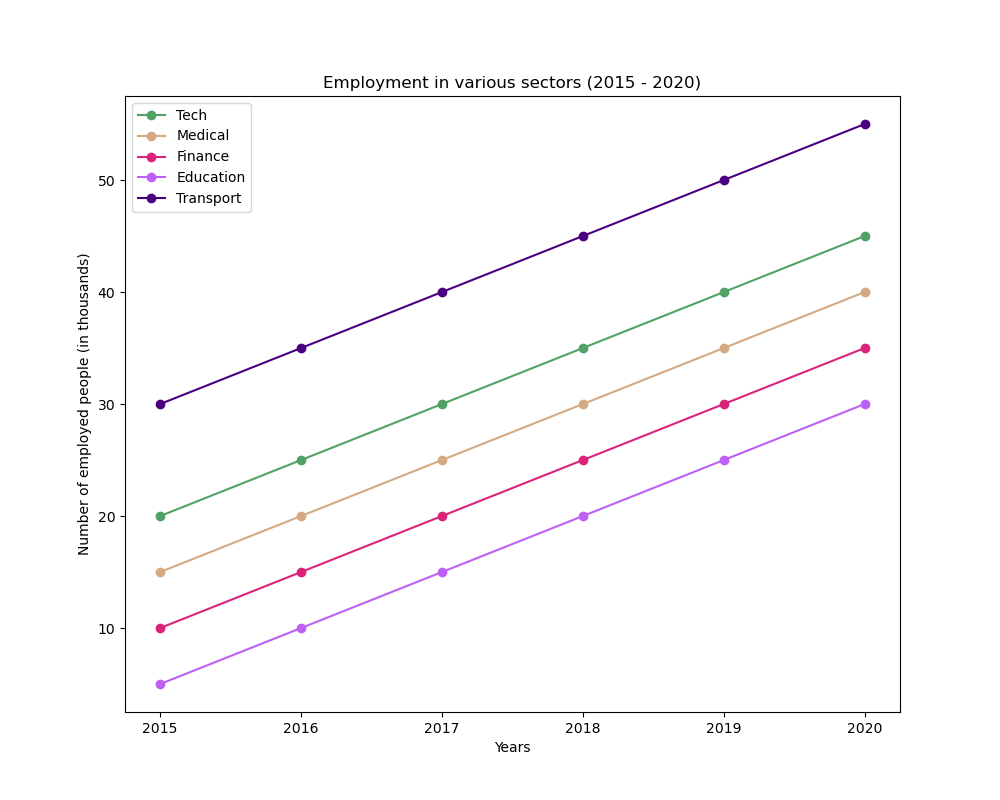 Employment in various sectors (2015 - 2020)
Tech
Medical
Finance
Education
Transport
Number of employed people (in thousands)
50
40
30
20
10
2015 2016 2017 2018 2019 2020
Years